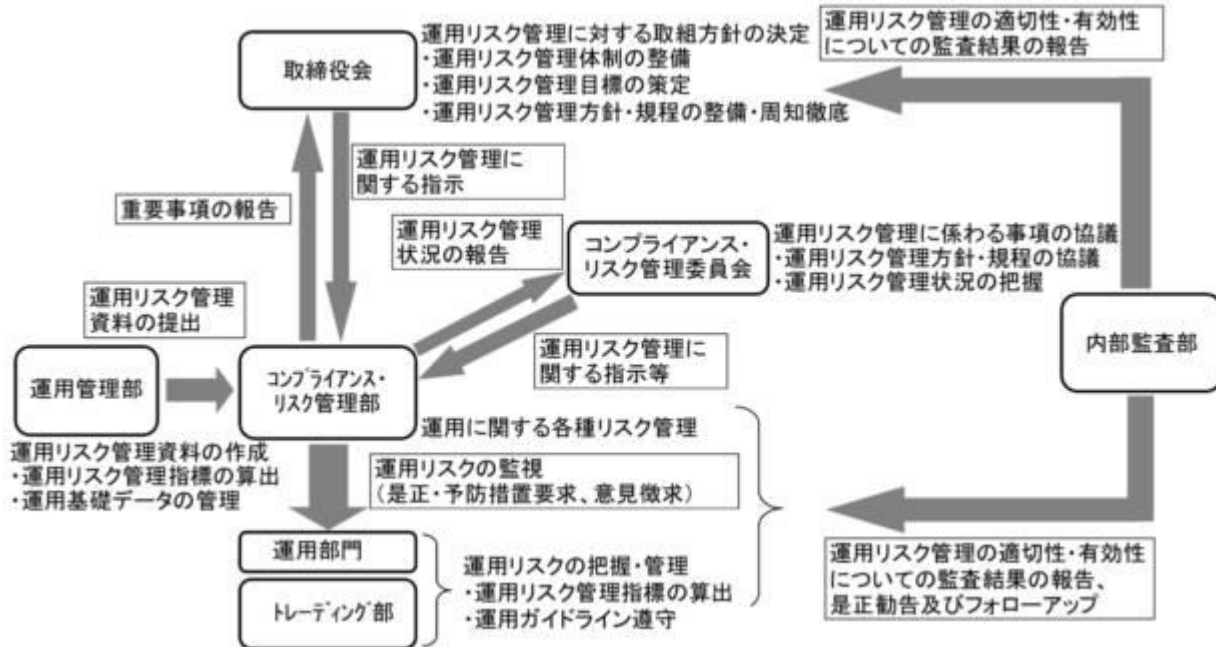 取締役会
運用リスク管理に対する取組方針の決定
・運用リスク管理体制の整備
・運用リスク管理目標の策定
・運用リスク管理方針・規程の整備・周知徹底
運用リスク管理の適切性・有効性
についての監査結果の報告
重要事項の報告
運用リスク管理に
関する指示
運用リスク管理
状況の報告
コンプライアンス・
リスク管理委員会
運用リスク管理に係わる事項の協議
・運用リスク管理方針・規程の協議
・運用リスク管理状況の把握
運用リスク管理
資料の提出
運用リスク管理に
関する指示等
内部監査部
運用管理部
コンプライアンス・
リスク管理部
運用に関する各種リスク管理
運用リスク管理資料の作成
・運用リスク管理指標の算出
・運用基礎データの管理
運用リスクの監視
(是正・予防措置要求、意見徴求)
運用部門
トレーディング部
運用リスクの把握・管理
・運用リスク管理指標の算出
・運用ガイドライン遵守
運用リスク管理の適切性・有効性
についての監査結果の報告、
是正勧告及びフォローアップ